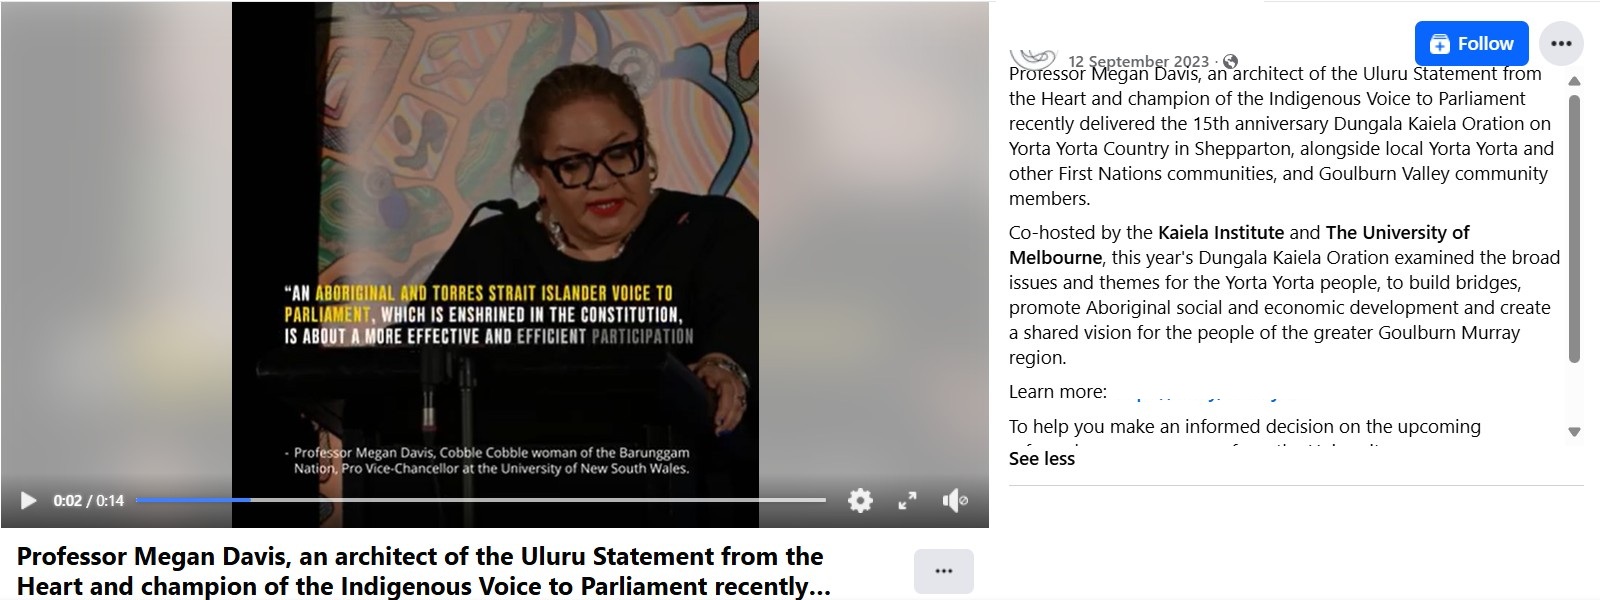 “AN ABORIGINAL AND TORRES STRAIT ISLANDER VOICE TO
PARLIAMENT, WHICH IS ENSHRINED IN THE CONSTITUTION,
IS ABOUT A MORE EFFECTIVE AND EFFICIENT PARTICIPATION
- Professor Megan Davis, Cobble Cobble woman of the Barunggam
Nation, Pro Vice-Chancellor at the University of New South Wales.
0:02 / 0:14
Professor Megan Davis, an architect of the Uluru Statement from the
Heart and champion of the Indigenous Voice to Parliament recently...
Follow
12 September 2023 ·
Professor Megan Davis, an architect of the Uluru Statement from
the Heart and champion of the Indigenous Voice to Parliament
recently delivered the 15th anniversary Dungala Kaiela Oration on
Yorta Yorta Country in Shepparton, alongside local Yorta Yorta and
other First Nations communities, and Goulburn Valley community
members.
Co-hosted by the Kaiela Institute and The University of
Melbourne, this year's Dungala Kaiela Oration examined the broad
issues and themes for the Yorta Yorta people, to build bridges,
promote Aboriginal social and economic development and create
a shared vision for the people of the greater Goulburn Murray
region.
Learn more:
To help you make an informed decision on the upcoming
See less